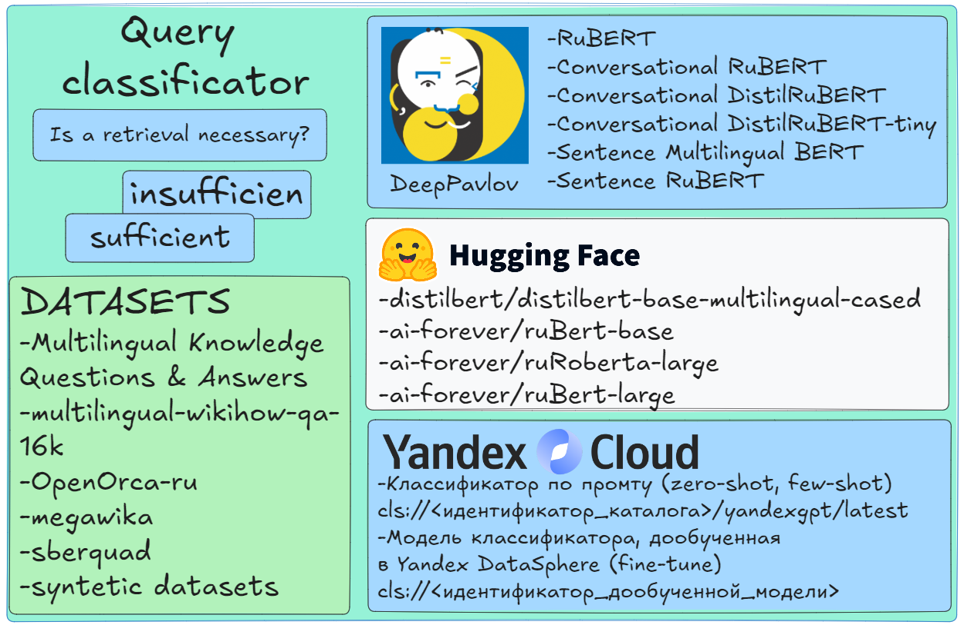 Query
classificator
Is a retrieval necessary?
insufficien
sufficient
DATASETS
-Multilingual Knowledge
Questions & Answers
-multilingual-wikihow-qa-
16k
-OpenOrca-ru
-megawika
-sberquad
-syntetic datasets
DeepPavlov
-RuBERT
-Conversational RuBERT
-Conversational DistilRuBERT
-Conversational DistilRuBERT-tiny
-Sentence Multilingual BERT
-Sentence RuBERT
Hugging Face
-distilbert/distilbert-base-multilingual-cased
-ai-forever/ruBert-base
-ai-forever/ruRoberta-large
-ai-forever/ruBert-large
Yandex Cloud
-Классификатор по промту (zero-shot, few-shot)
cls://<идентификатор_каталога>/yandexgpt/latest
-Модель классификатора, дообученная
в Yandex DataSphere (fine-tune)
cls://<идентификатор_дообученной_модели>